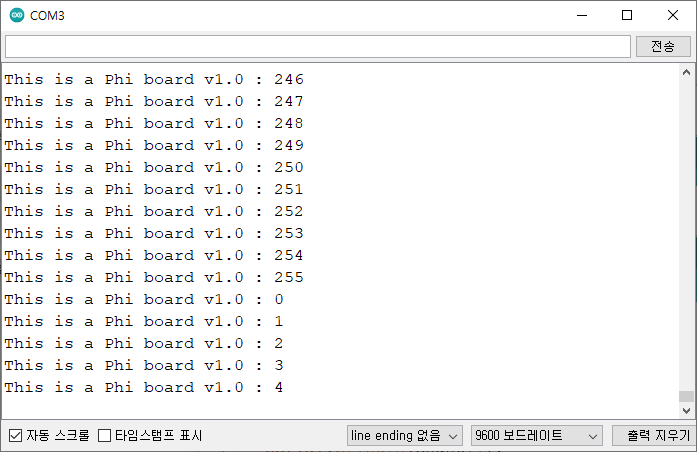 COM3
전송
This is a Phi board v1.0 : 246
This is a Phi board v1.0 : 247
This is a Phi board v1.0 : 248
This is a Phi board v1.0 : 249
This is a Phi board v1.0 : 250
This is a Phi board v1.0 : 251
This is a Phi board v1.0 : 252
This is a Phi board v1.0 : 253
This is a Phi board v1.0 : 254
This is a Phi board v1.0 : 255
This is a Phi board v1.0 : 0
This is a Phi board v1.0 : 1
This is a Phi board v1.0 : 2
This is a Phi board v1.0 : 3
This is a Phi board v1.0 : 4
자동 스크롤 타임스탬프 표시 line ending 없음 9600 보드레이트 출력 지우기